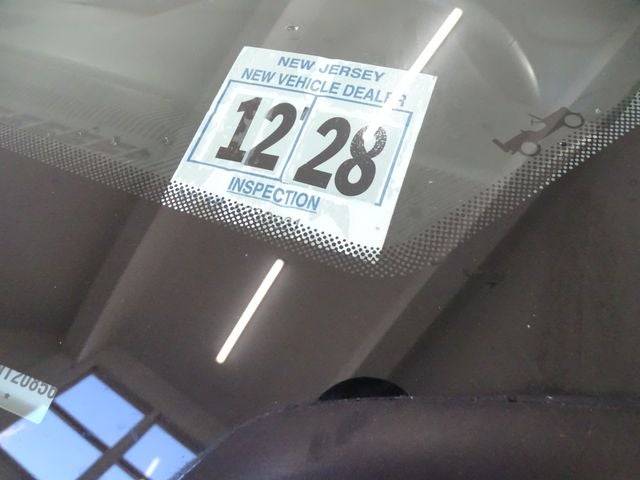 NEW JERSEY
NEW VEHICLE DEALER
12 28
INSPECTION